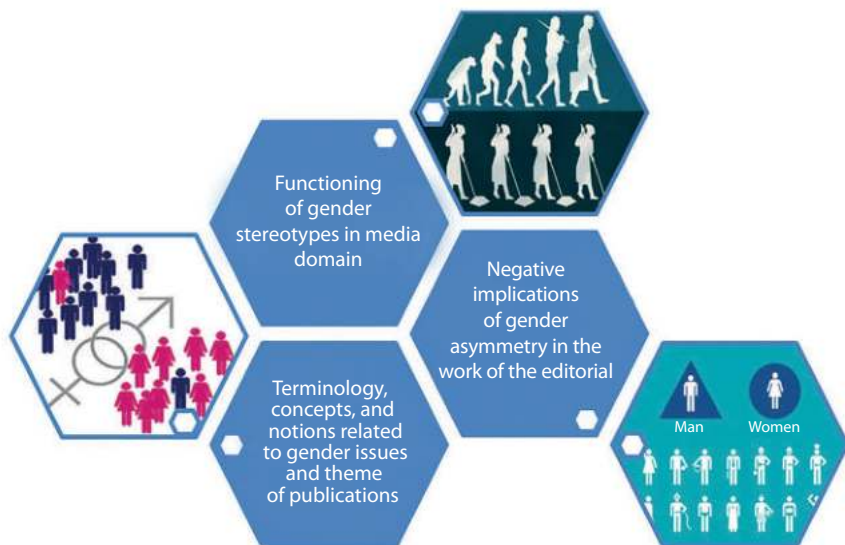 Functioning
of gender
stereotypes in media
domain
Negative
implications
of gender
asymmetry in the
work of the editorial
Terminology,
concepts, and
notions related
to gender issues
and theme
of publications
Man
Women